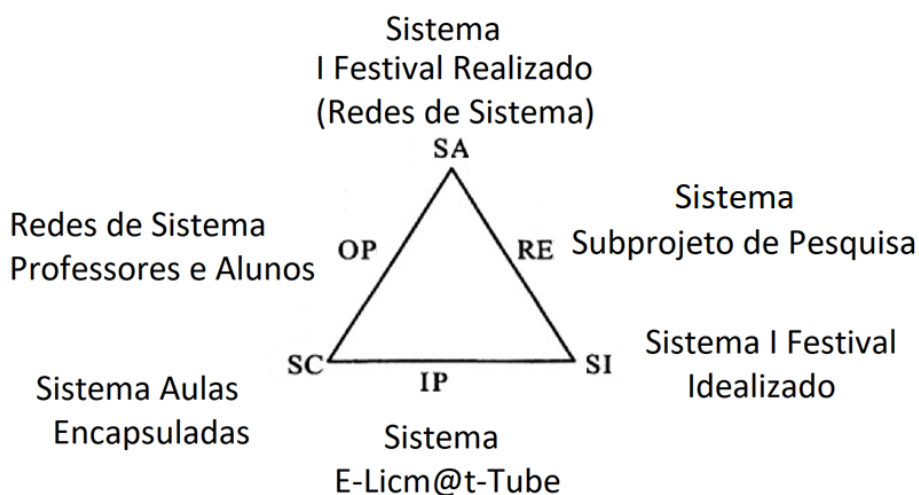 Sistema
I Festival Realizado
(Redes de Sistema)
SA
Redes de Sistema
Professores e Alunos
OP
RE
Sistema
Subprojeto de Pesquisa
SC
IP
SI
Sistema Aulas
Encapsuladas
Sistema I Festival
Idealizado
Sistema
E-Licm@t-Tube